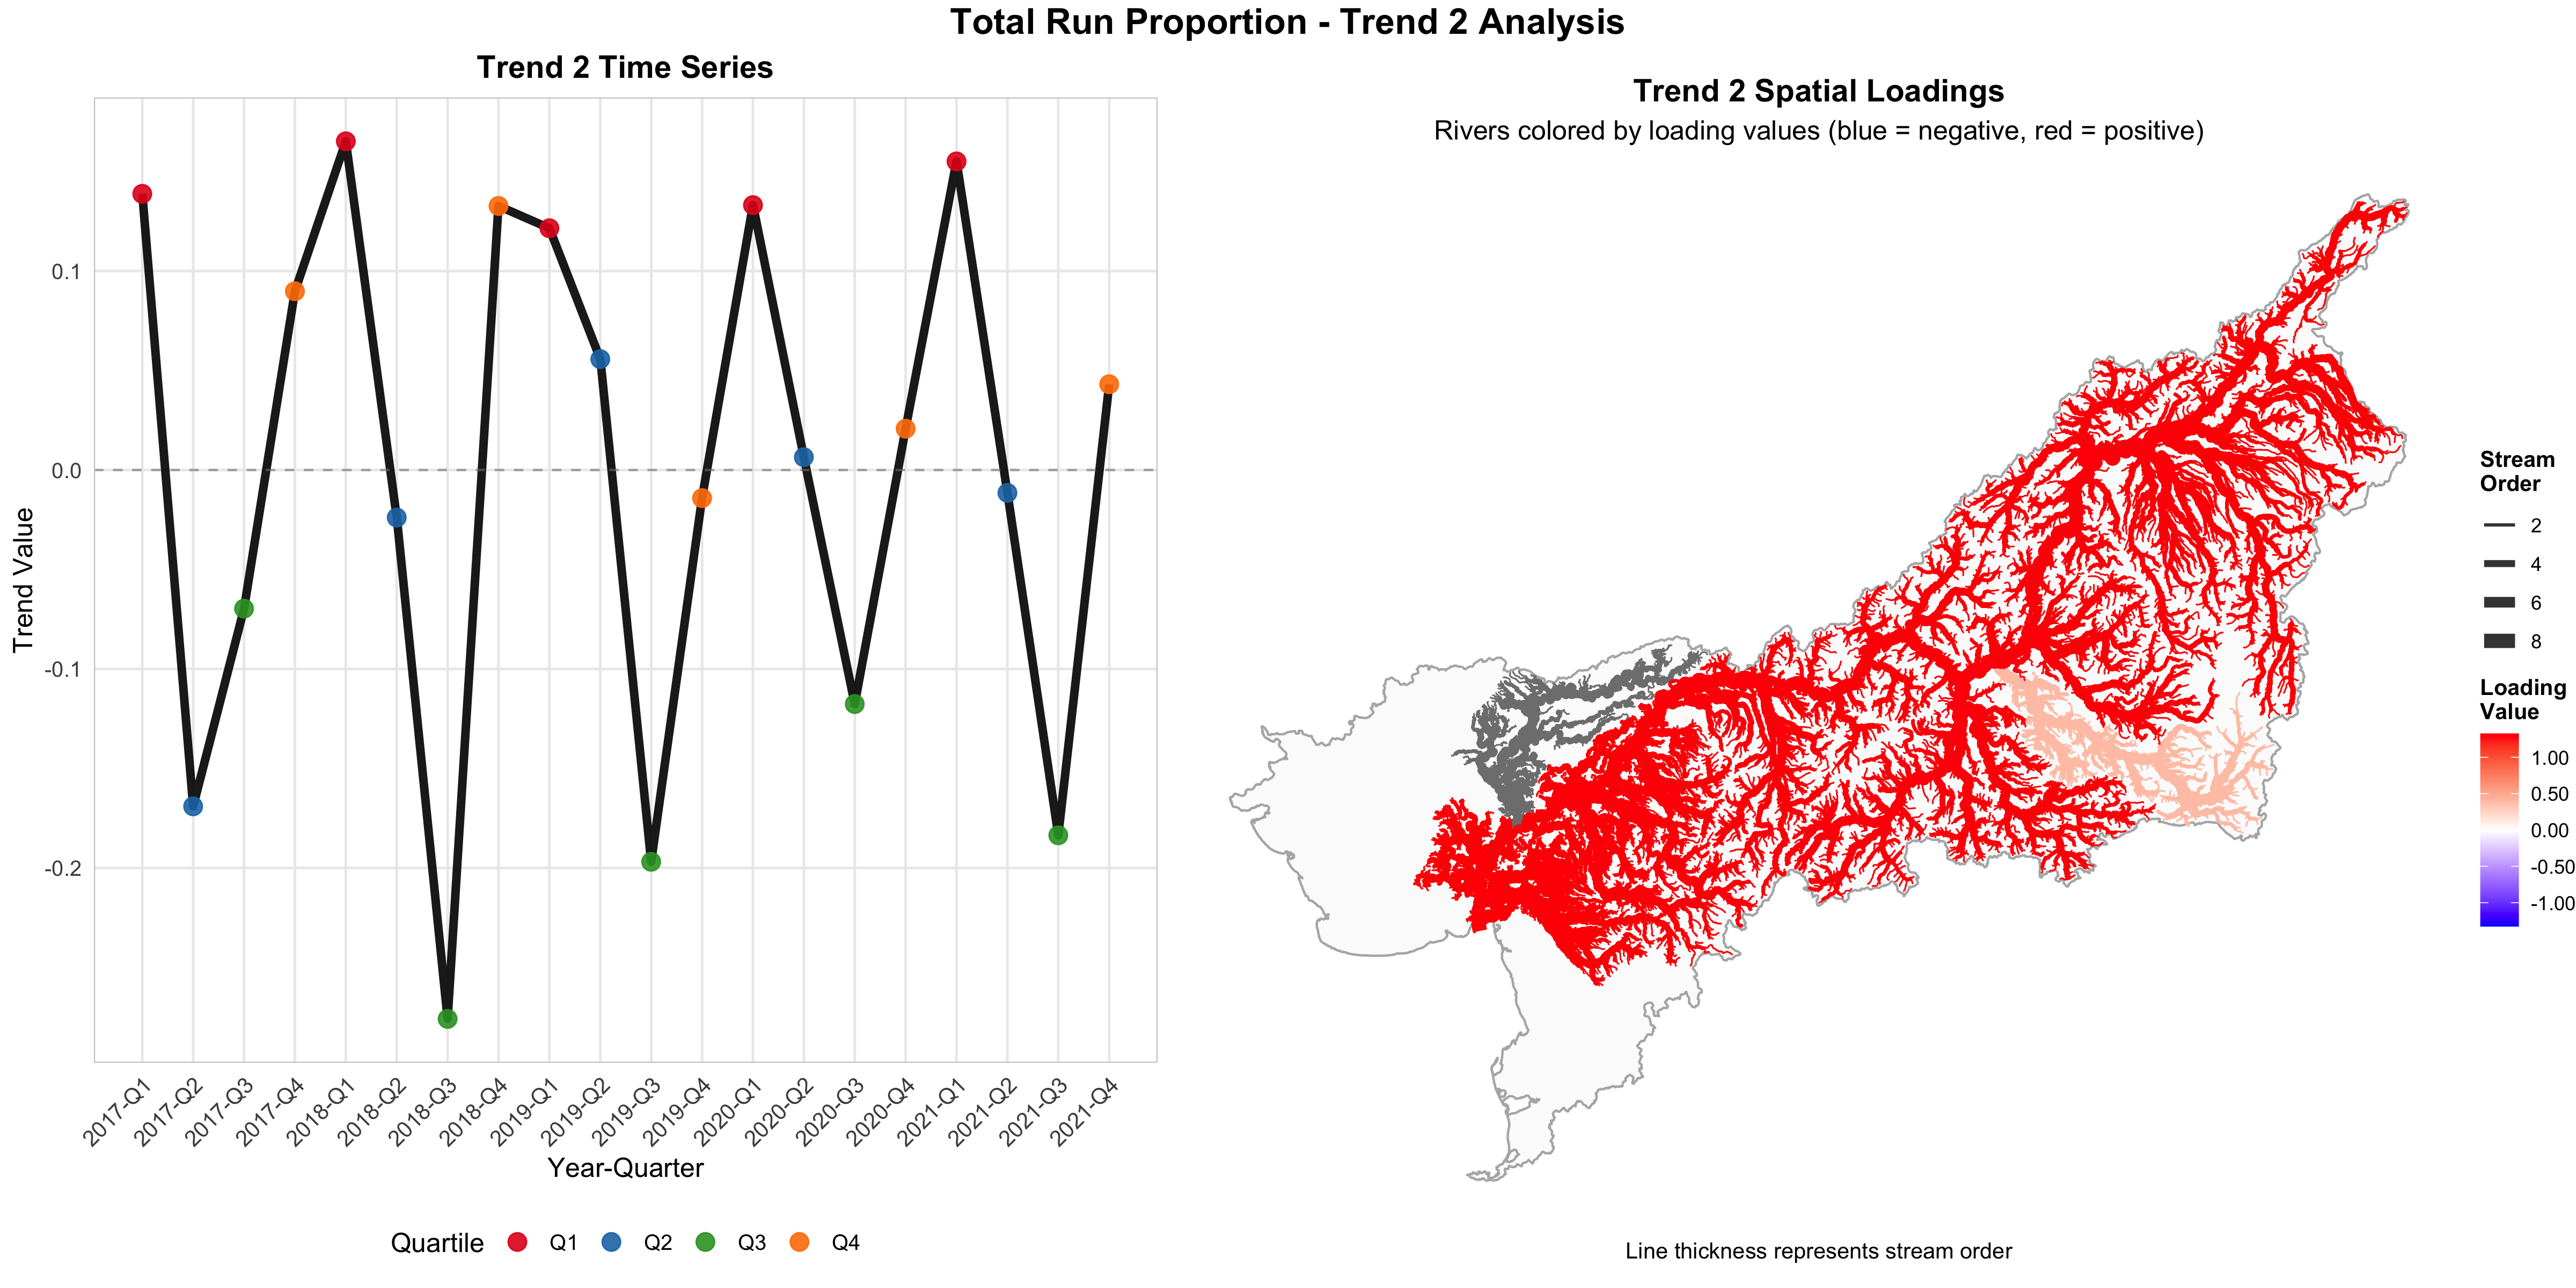 Total Run Proportion - Trend 2 Analysis
Trend 2 Time Series
Trend Value
0.1
0.0
-0.1
-0.2
2017-Q1
2017-Q2
2017-Q3
2017-Q4
2018-Q1
2018-Q2
2018-Q3
2018-Q4
2019-Q1
2019-Q2
2019-Q3
2019-Q4
2020-Q1
2020-Q2
2020-Q3
2020-Q4
2021-Q1
2021-Q2
2021-Q3
2021-Q4
Year-Quarter
Quartile Q1 Q2 Q3 Q4
Trend 2 Spatial Loadings
Rivers colored by loading values (blue = negative, red = positive)
Stream
Order
2
4
6
8
Loading
Value
1.00
0.50
0.00
-0.50
-1.00
Line thickness represents stream order